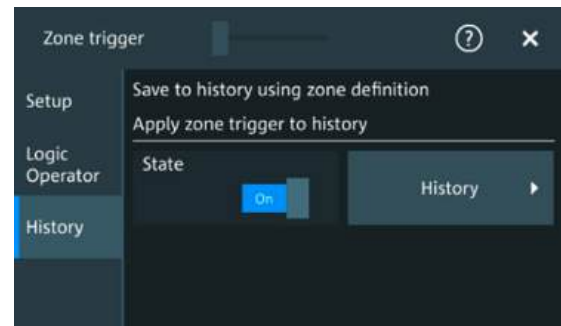 Zone trigger
Setup
Logic
Operator
History
Save to history using zone definition
Apply zone trigger to history
State
On
History